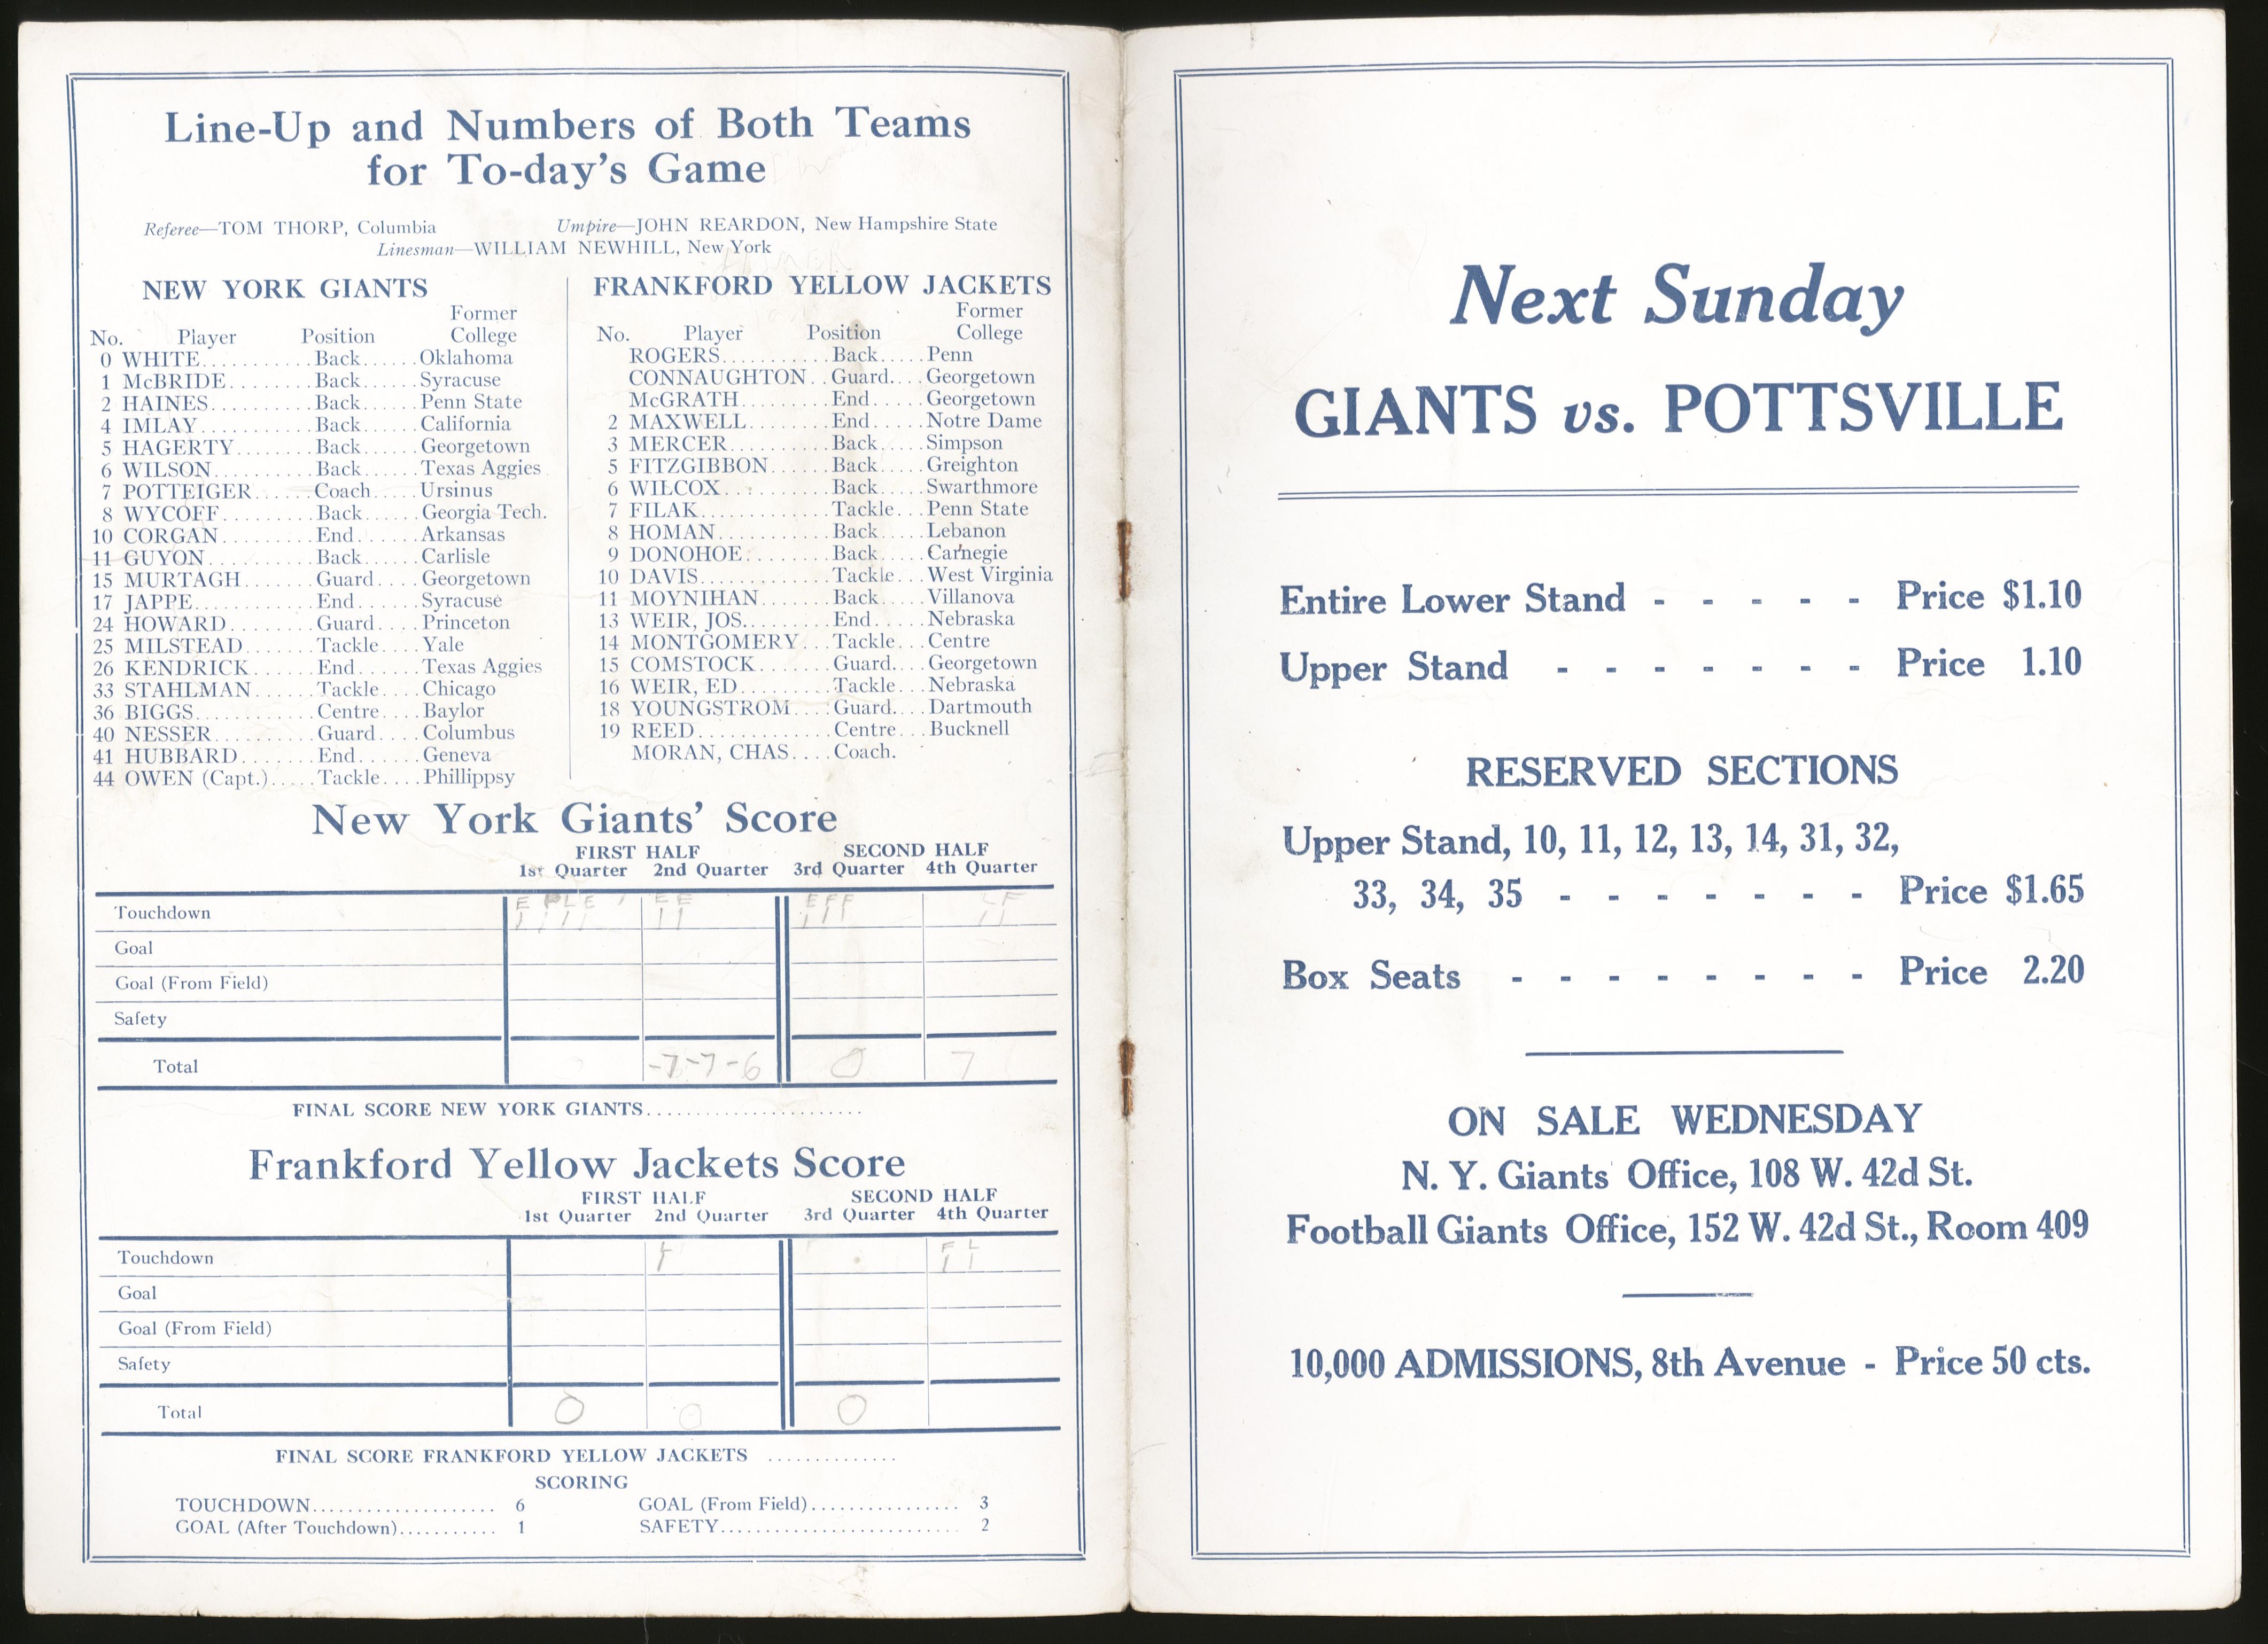 Line-Up and Numbers of Both Teams
for To-day's Game
Referee—TOM THORP, Columbia Umpire—JOHN REARDON, New Hampshire State
Linesman—WILLIAM NEWHILL, New York
NEW YORK GIANTS
No. Player Position Former College
0 WHITE..........Back......Oklahoma
1 McBRIDE........Back......Syracuse
2 HAINES.........Back......Penn State
4 IMLAY..........Back......California
5 HAGERTY........Back......Georgetown
6 WILSON.........Back......Texas Aggies
7 POTTEIGER......Coach.....Ursinus
8 WYCOFF.........Back......Georgia Tech.
10 CORGAN.........End.......Arkansas
11 GUYON..........Back......Carlisle
15 MURTAGH.......Guard....Georgetown
17 JAPPE...........End......Syracuse
24 HOWARD........Guard....Princeton
25 MILSTEAD.......Tackle....Yale
26 KENDRICK......End......Texas Aggies
33 STAHLMAN......Tackle....Chicago
36 BIGGS...........Centre....Baylor
40 NESSER.........Guard....Columbus
41 HUBBARD.......End......Geneva
44 OWEN (Capt.).....Tackle....Phillippsy
FRANKFORD YELLOW JACKETS
No. Player Position Former College
ROGERS...........Back.....Penn
CONNAUGHTON..Guard....Georgetown
McGRATH.........End.....Georgetown
2 MAXWELL........End.....Notre Dame
3 MERCER..........Back.....Simpson
5 FITZGIBBON......Back.....Greighton
6 WILCOX..........Back.....Swarthmore
7 FILAK............Tackle...Penn State
8 HOMAN..........Back.....Lebanon
9 DONOHOE........Back.....Carnegie
10 DAVIS............Tackle...West Virginia
11 MOYNIHAN.......Back.....Villanova
13 WEIR, JOS.........End.....Nebraska
14 MONTGOMERY...Tackle...Centre
15 COMSTOCK.......Guard....Georgetown
16 WEIR, ED.........Tackle...Nebraska
18 YOUNGSTROM....Guard....Dartmouth
19 REED............Centre...Bucknell
MORAN, CHAS....Coach.
New York Giants' Score
FIRST HALF SECOND HALF
1st Quarter 2nd Quarter 3rd Quarter 4th Quarter
Touchdown E PLE EE EFF LF
Goal
Goal (From Field)
Safety
Total -7-7-6 0 7
FINAL SCORE NEW YORK GIANTS........................
Frankford Yellow Jackets Score
FIRST HALF SECOND HALF
1st Quarter 2nd Quarter 3rd Quarter 4th Quarter
Touchdown L F L
Goal
Goal (From Field)
Safety
Total 0 0 0
FINAL SCORE FRANKFORD YELLOW JACKETS ..............
SCORING
TOUCHDOWN.................... 6 GOAL (From Field)................ 3
GOAL (After Touchdown)........... 1 SAFETY.......................... 2
Next Sunday
GIANTS vs. POTTSVILLE
Entire Lower Stand - - - - - Price $1.10
Upper Stand - - - - - - - Price 1.10
RESERVED SECTIONS
Upper Stand, 10, 11, 12, 13, 14, 31, 32,
33, 34, 35 - - - - - - - Price $1.65
Box Seats - - - - - - - - Price 2.20
ON SALE WEDNESDAY
N. Y. Giants Office, 108 W. 42d St.
Football Giants Office, 152 W. 42d St., Room 409
10,000 ADMISSIONS, 8th Avenue - Price 50 cts.